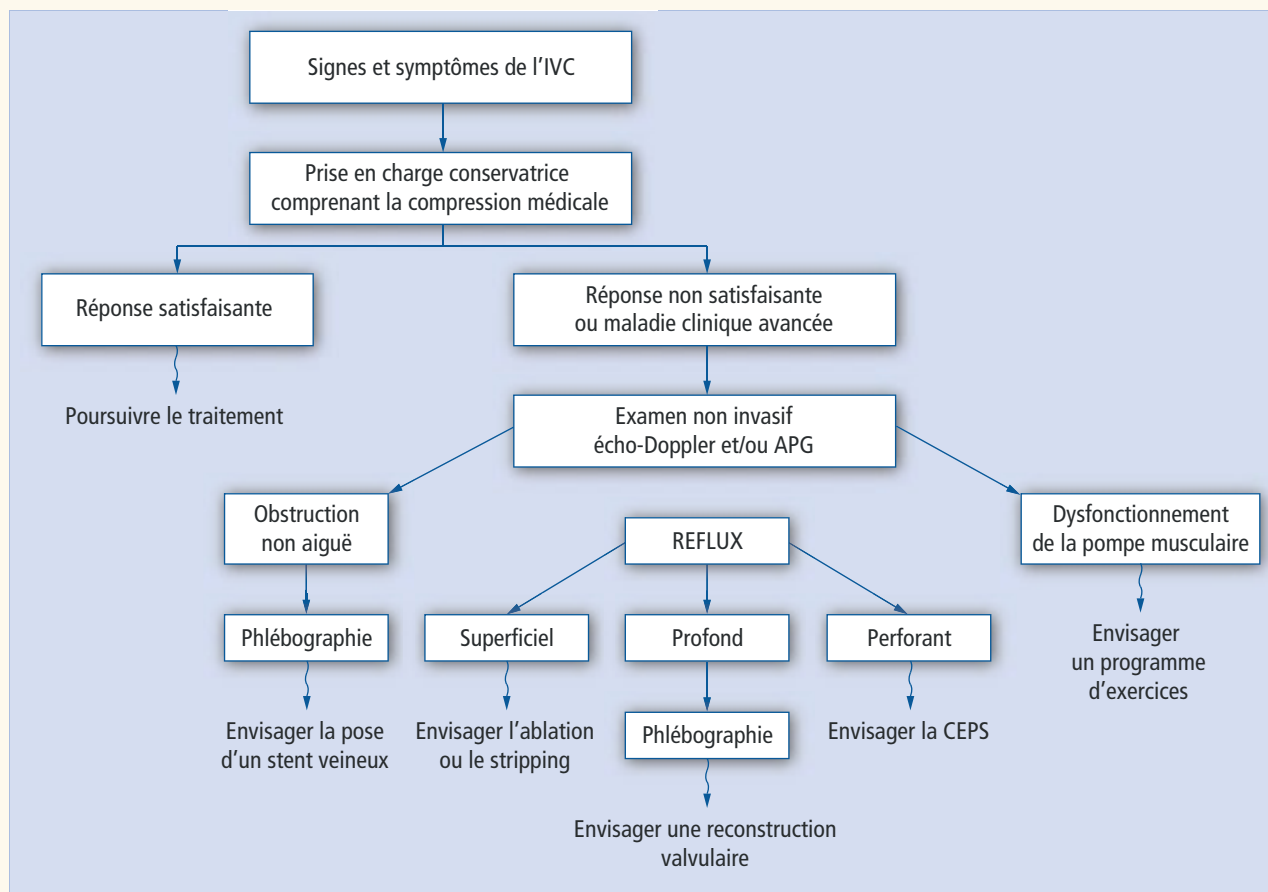 Signes et symptômes de l'IVC
Prise en charge conservatrice
comprenant la compression médicale
Réponse satisfaisante
Réponse non satisfaisante
ou maladie clinique avancée
Poursuivre le traitement
Examen non invasif
écho-Doppler et/ou APG
Obstruction
non aiguë
REFLUX
Dysfonctionnement
de la pompe musculaire
Phlébographie
Superficiel
Profond
Perforant
Envisager
un programme
d'exercices
Envisager la pose
d'un stent veineux
Envisager l'ablation
ou le stripping
Phlébographie
Envisager la CEPS
Envisager une reconstruction
valvulaire